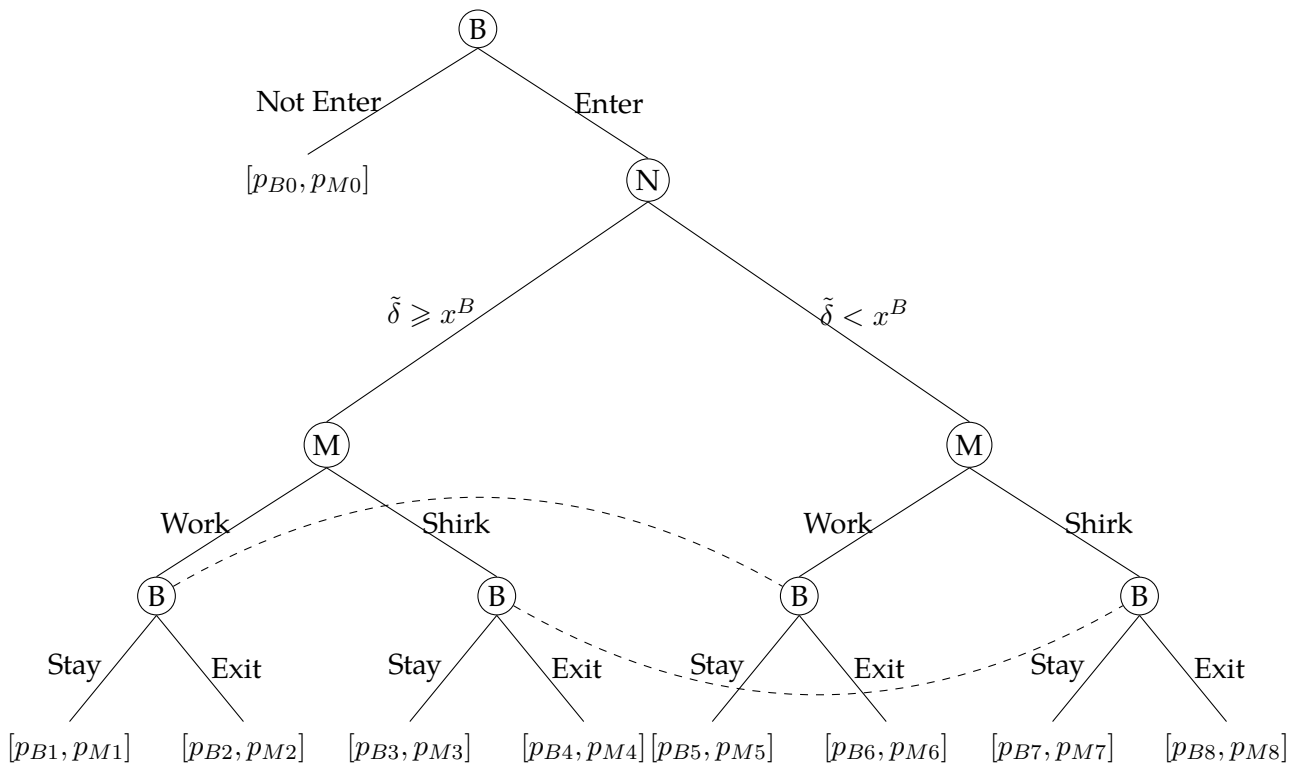 B
Not Enter
Enter
[p_{B0}, p_{M0}]
N
δ̃ ⩾ x^B
δ̃ < x^B
M
M
Work
Shirk
Work
Shirk
B
B
B
B
Stay
Exit
Stay
Exit
Stay
Exit
Stay
Exit
[p_{B1}, p_{M1}]
[p_{B2}, p_{M2}]
[p_{B3}, p_{M3}]
[p_{B4}, p_{M4}]
[p_{B5}, p_{M5}]
[p_{B6}, p_{M6}]
[p_{B7}, p_{M7}]
[p_{B8}, p_{M8}]